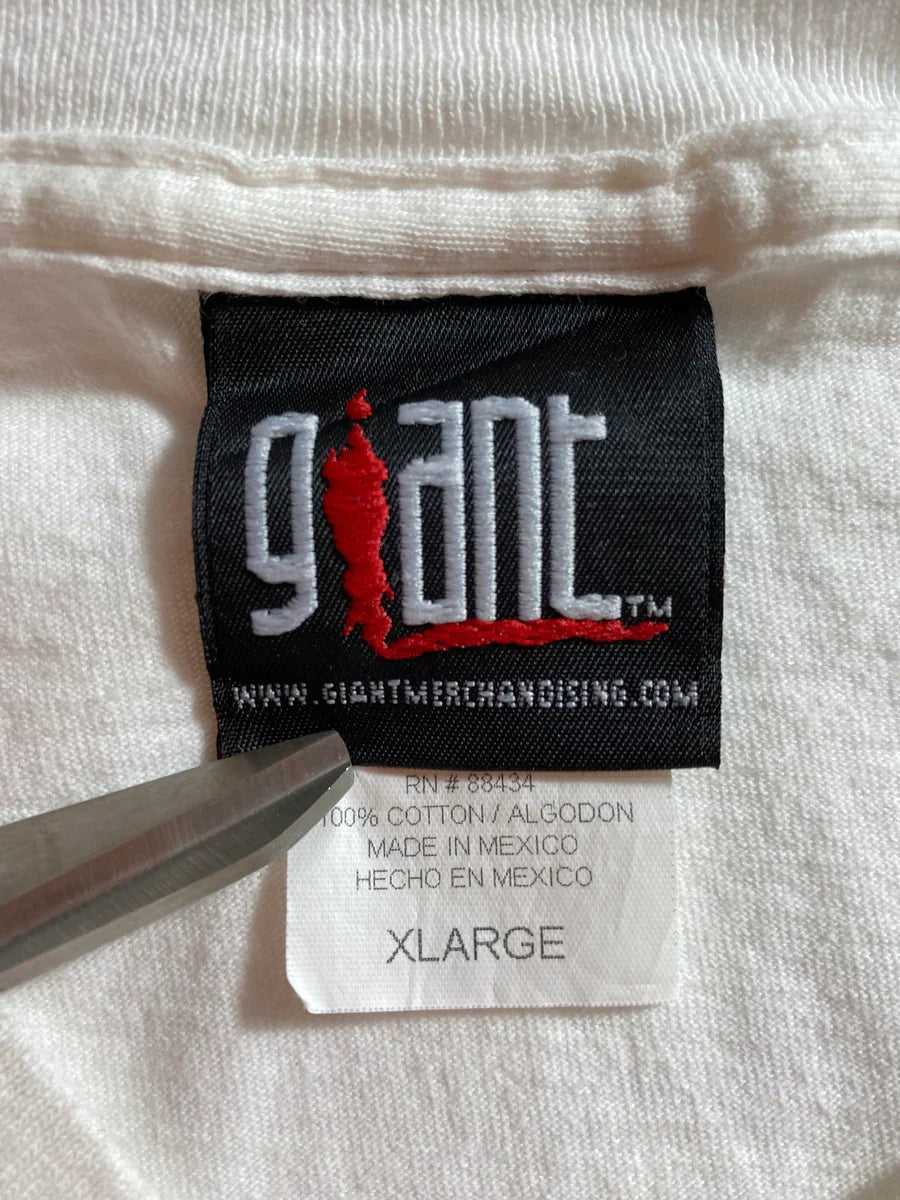 giant™
WWW.GIANTMERCHANDISING.COM
RN # 88434
100% COTTON / ALGODON
MADE IN MEXICO
HECHO EN MEXICO
XLARGE